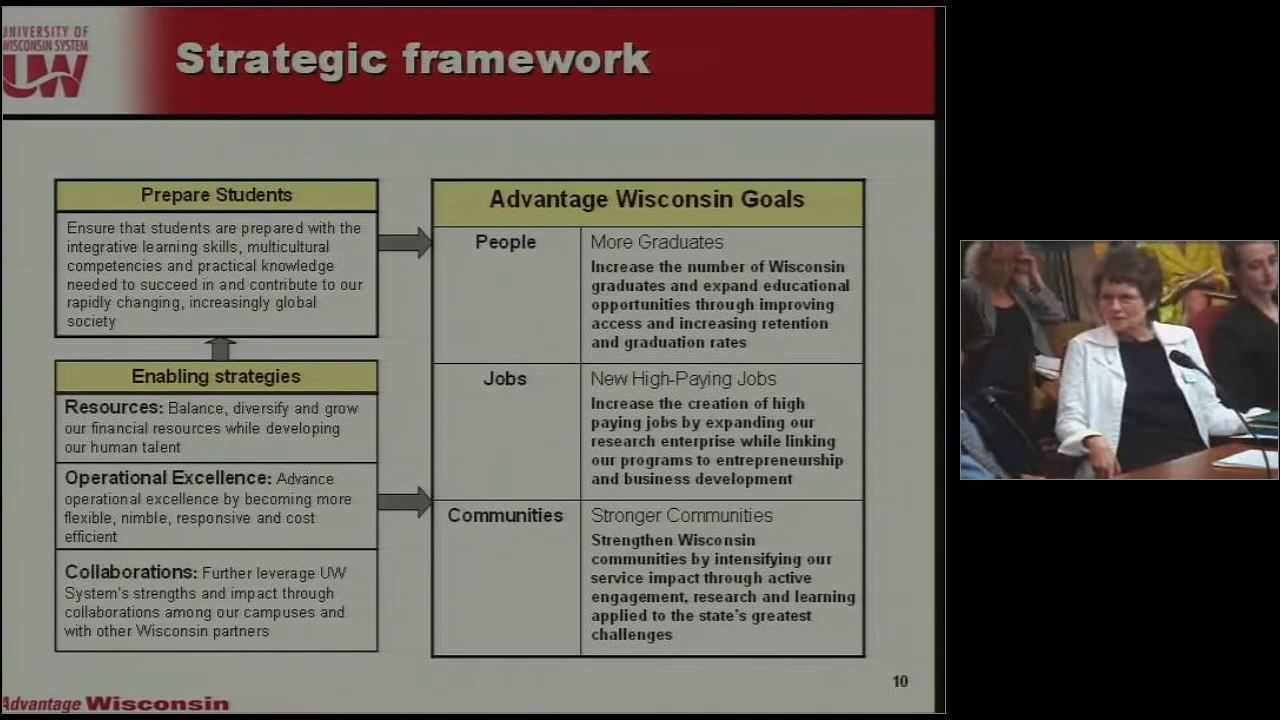 UNIVERSITY OF
WISCONSIN SYSTEM
UW
Strategic framework
Prepare Students
Ensure that students are prepared with the
integrative learning skills, multicultural
competencies and practical knowledge
needed to succeed in and contribute to our
rapidly changing, increasingly global
society
Enabling strategies
Resources: Balance, diversify and grow
our financial resources while developing
our human talent
Operational Excellence: Advance
operational excellence by becoming more
flexible, nimble, responsive and cost
efficient
Collaborations: Further leverage UW
System's strengths and impact through
collaborations among our campuses and
with other Wisconsin partners
Advantage Wisconsin Goals
People
More Graduates
Increase the number of Wisconsin
graduates and expand educational
opportunities through improving
access and increasing retention
and graduation rates
Jobs
New High-Paying Jobs
Increase the creation of high
paying jobs by expanding our
research enterprise while linking
our programs to entrepreneurship
and business development
Communities
Stronger Communities
Strengthen Wisconsin
communities by intensifying our
service impact through active
engagement, research and learning
applied to the state's greatest
challenges
10
Advantage Wisconsin